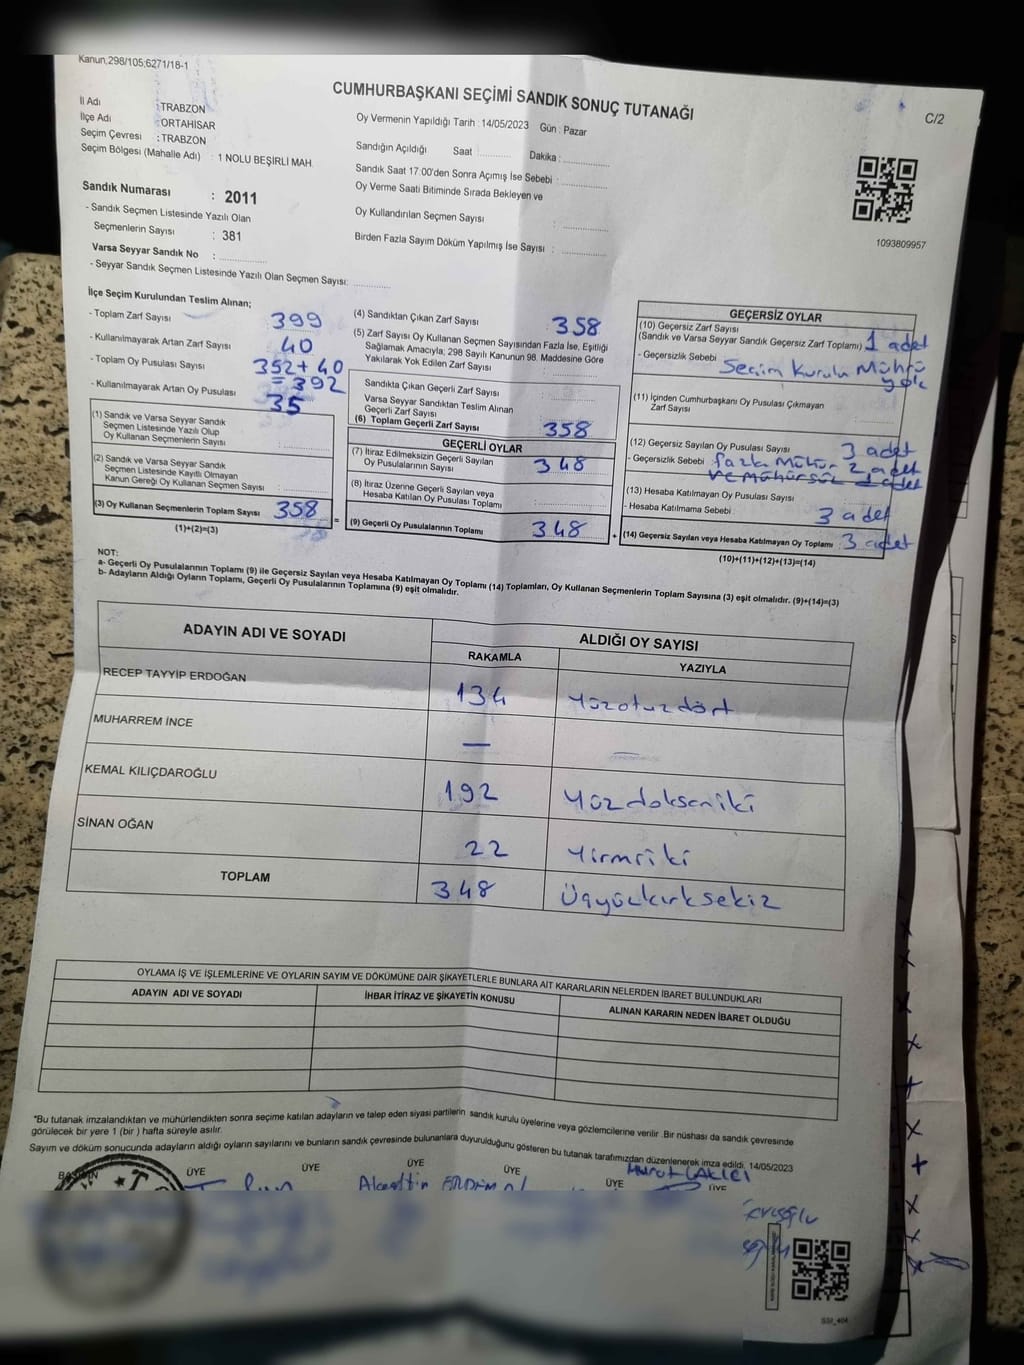 Kanun,298/105;6271/18-1
CUMHURBAŞKANI SEÇİMİ SANDIK SONUÇ TUTANAĞI
C/2
İl Adı : TRABZON
İlçe Adı : ORTAHİSAR
Seçim Çevresi : TRABZON
Seçim Bölgesi (Mahalle Adı) : 1 NOLU BEŞİRLİ MAH.
Sandık Numarası : 2011
- Sandık Seçmen Listesinde Yazılı Olan
Seçmenlerin Sayısı : 381
Varsa Seyyar Sandık No :
- Seyyar Sandık Seçmen Listesinde Yazılı Olan Seçmen Sayısı:
Oy Vermenin Yapıldığı Tarih : 14/05/2023 Gün : Pazar
Sandığın Açıldığı Saat Dakika :
Sandık Saat 17:00'den Sonra Açımış İse Sebebi :
Oy Verme Saati Bitiminde Sırada Bekleyen ve
Oy Kullandırılan Seçmen Sayısı :
Birden Fazla Sayım Döküm Yapılmış İse Sayısı :
1093809957
İlçe Seçim Kurulundan Teslim Alınan;
- Toplam Zarf Sayısı 399
- Kullanılmayarak Artan Zarf Sayısı 40
- Toplam Oy Pusulası Sayısı 352+40
=392
- Kullanılmayarak Artan Oy Pusulası 35
(1) Sandık ve Varsa Seyyar Sandık
Seçmen Listesinde Yazılı Olup
Oy Kullanan Seçmenlerin Sayısı :
(2) Sandık ve Varsa Seyyar Sandık
Seçmen Listesinde Kayıtlı Olmayan
Kanun Gereği Oy Kullanan Seçmen Sayısı :
(3) Oy Kullanan Seçmenlerin Toplam Sayısı 358
(1)+(2)=(3)
(4) Sandıktan Çıkan Zarf Sayısı 358
(5) Zarf Sayısı Oy Kullanan Seçmen Sayısından Fazla İse, Eşitliği
Sağlamak Amacıyla, 298 Sayılı Kanunun 98. Maddesine Göre
Yakılarak Yok Edilen Zarf Sayısı :
Sandıkta Çıkan Geçerli Zarf Sayısı
Varsa Seyyar Sandıktan Teslim Alınan
Geçerli Zarf Sayısı
(6) Toplam Geçerli Zarf Sayısı 358
GEÇERLİ OYLAR
(7) İtiraz Edilmeksizin Geçerli Sayılan
Oy Pusulalarının Sayısı 348
(8) İtiraz Üzerine Geçerli Sayılan veya
Hesaba Katılan Oy Pusulası Toplamı
= (9) Geçerli Oy Pusulalarının Toplamı 348 +
GEÇERSİZ OYLAR
(10) Geçersiz Zarf Sayısı
(Sandık ve Varsa Seyyar Sandık Geçersiz Zarf Toplamı) 1 adet
- Geçersizlik Sebebi Seçim Kurulu Mührü
yok
(11) İçinden Cumhurbaşkanı Oy Pusulası Çıkmayan
Zarf Sayısı
(12) Geçersiz Sayılan Oy Pusulası Sayısı 3 adet
- Geçersizlik Sebebi fazla Mühür 2 adet
ve mühürsüz 1 adet
(13) Hesaba Katılmayan Oy Pusulası Sayısı :
- Hesaba Katılmama Sebebi : 3 adet
(14) Geçersiz Sayılan veya Hesaba Katılmayan Oy Toplamı 3 adet
(10)+(11)+(12)+(13)=(14)
NOT:
a- Geçerli Oy Pusulalarının Toplamı (9) ile Geçersiz Sayılan veya Hesaba Katılmayan Oy Toplamı (14) Toplamları, Oy Kullanan Seçmenlerin Toplam Sayısına (3) eşit olmalıdır. (9)+(14)=(3)
b- Adayların Aldığı Oyların Toplamı, Geçerli Oy Pusulalarının Toplamına (9) eşit olmalıdır.
ADAYIN ADI VE SOYADI
ALDIĞI OY SAYISI
RAKAMLA YAZIYLA
RECEP TAYYİP ERDOĞAN 134 Yüzotuzdört
MUHARREM İNCE — —
KEMAL KILIÇDAROĞLU 192 Yüzdoksaniki
SİNAN OĞAN 22 Yirmiiki
TOPLAM 348 Üçyüzkırksekiz
OYLAMA İŞ VE İŞLEMLERİNE VE OYLARIN SAYIM VE DÖKÜMÜNE DAİR ŞİKAYETLERLE BUNLARA AİT KARARLARIN NELERDEN İBARET BULUNDUKLARI
ADAYIN ADI VE SOYADI İHBAR İTİRAZ VE ŞİKAYETİN KONUSU ALINAN KARARIN NEDEN İBARET OLDUĞU
*Bu tutanak imzalandıktan ve mühürlendikten sonra seçime katılan adayların ve talep eden siyasi partilerin sandık kurulu üyelerine veya gözlemcilerine verilir .Bir nüshası da sandık çevresinde
görülecek bir yere 1 (bir ) hafta süreyle asılır.
Sayım ve döküm sonucunda adayların aldığı oyların sayılarını ve bunların sandık çevresinde bulunanlara duyurulduğunu gösteren bu tutanak tarafımızdan düzenlenerek imza edildi. 14/05/2023
BAŞKAN ÜYE ÜYE ÜYE ÜYE ÜYE ÜYE